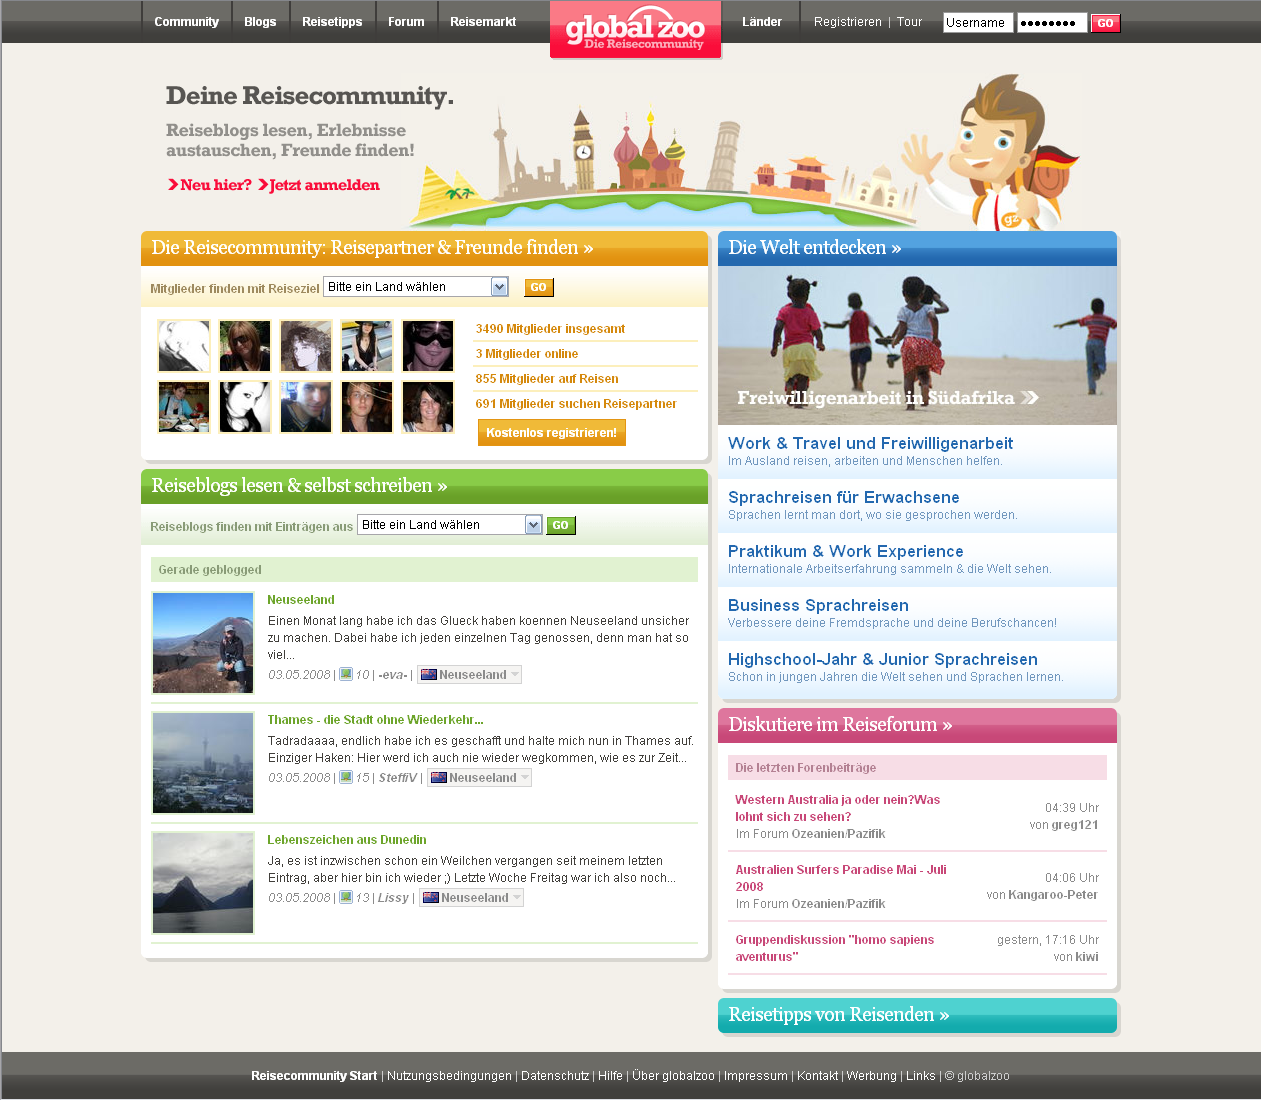 Community
Blogs
Reisetipps
Forum
Reisemarkt
global zoo
Die Reisecommunity
Länder
Registrieren | Tour
Username
●●●●●●●●
GO
Deine Reisecommunity.
Reiseblogs lesen, Erlebnisse
austauschen, Freunde finden!
Neu hier? Jetzt anmelden
gz
Die Reisecommunity: Reisepartner & Freunde finden »
Mitglieder finden mit Reiseziel
Bitte ein Land wählen
GO
3490 Mitglieder insgesamt
3 Mitglieder online
855 Mitglieder auf Reisen
691 Mitglieder suchen Reisepartner
Kostenlos registrieren!
Reiseblogs lesen & selbst schreiben »
Reiseblogs finden mit Einträgen aus
Bitte ein Land wählen
GO
Gerade geblogged
Neuseeland
Einen Monat lang habe ich das Glueck haben koennen Neuseeland unsicher
zu machen. Dabei habe ich jeden einzelnen Tag genossen, denn man hat so
viel...
03.05.2008 | 10 | -eva- | Neuseeland
Thames - die Stadt ohne Wiederkehr...
Tadradaaaa, endlich habe ich es geschafft und halte mich nun in Thames auf.
Einziger Haken: Hier werd ich auch nie wieder wegkommen, wie es zur Zeit...
03.05.2008 | 15 | SteffiV | Neuseeland
Lebenszeichen aus Dunedin
Ja, es ist inzwischen schon ein Weilchen vergangen seit meinem letzten
Eintrag, aber hier bin ich wieder ;) Letzte Woche Freitag war ich also noch...
03.05.2008 | 13 | Lissy | Neuseeland
Die Welt entdecken »
Freiwilligenarbeit in Südafrika
Work & Travel und Freiwilligenarbeit
Im Ausland reisen, arbeiten und Menschen helfen.
Sprachreisen für Erwachsene
Sprachen lernt man dort, wo sie gesprochen werden.
Praktikum & Work Experience
Internationale Arbeitserfahrung sammeln & die Welt sehen.
Business Sprachreisen
Verbessere deine Fremdsprache und deine Berufschancen!
Highschool-Jahr & Junior Sprachreisen
Schon in jungen Jahren die Welt sehen und Sprachen lernen.
Diskutiere im Reiseforum »
Die letzten Forenbeiträge
Western Australia ja oder nein?Was
lohnt sich zu sehen?
Im Forum Ozeanien/Pazifik
04:39 Uhr
von greg121
Australien Surfers Paradise Mai - Juli
2008
Im Forum Ozeanien/Pazifik
04:06 Uhr
von Kangaroo-Peter
Gruppendiskussion "homo sapiens
aventurus"
gestern, 17:16 Uhr
von kiwi
Reisetipps von Reisenden »
Reisecommunity Start | Nutzungsbedingungen | Datenschutz | Hilfe | Über globalzoo | Impressum | Kontakt | Werbung | Links | © globalzoo